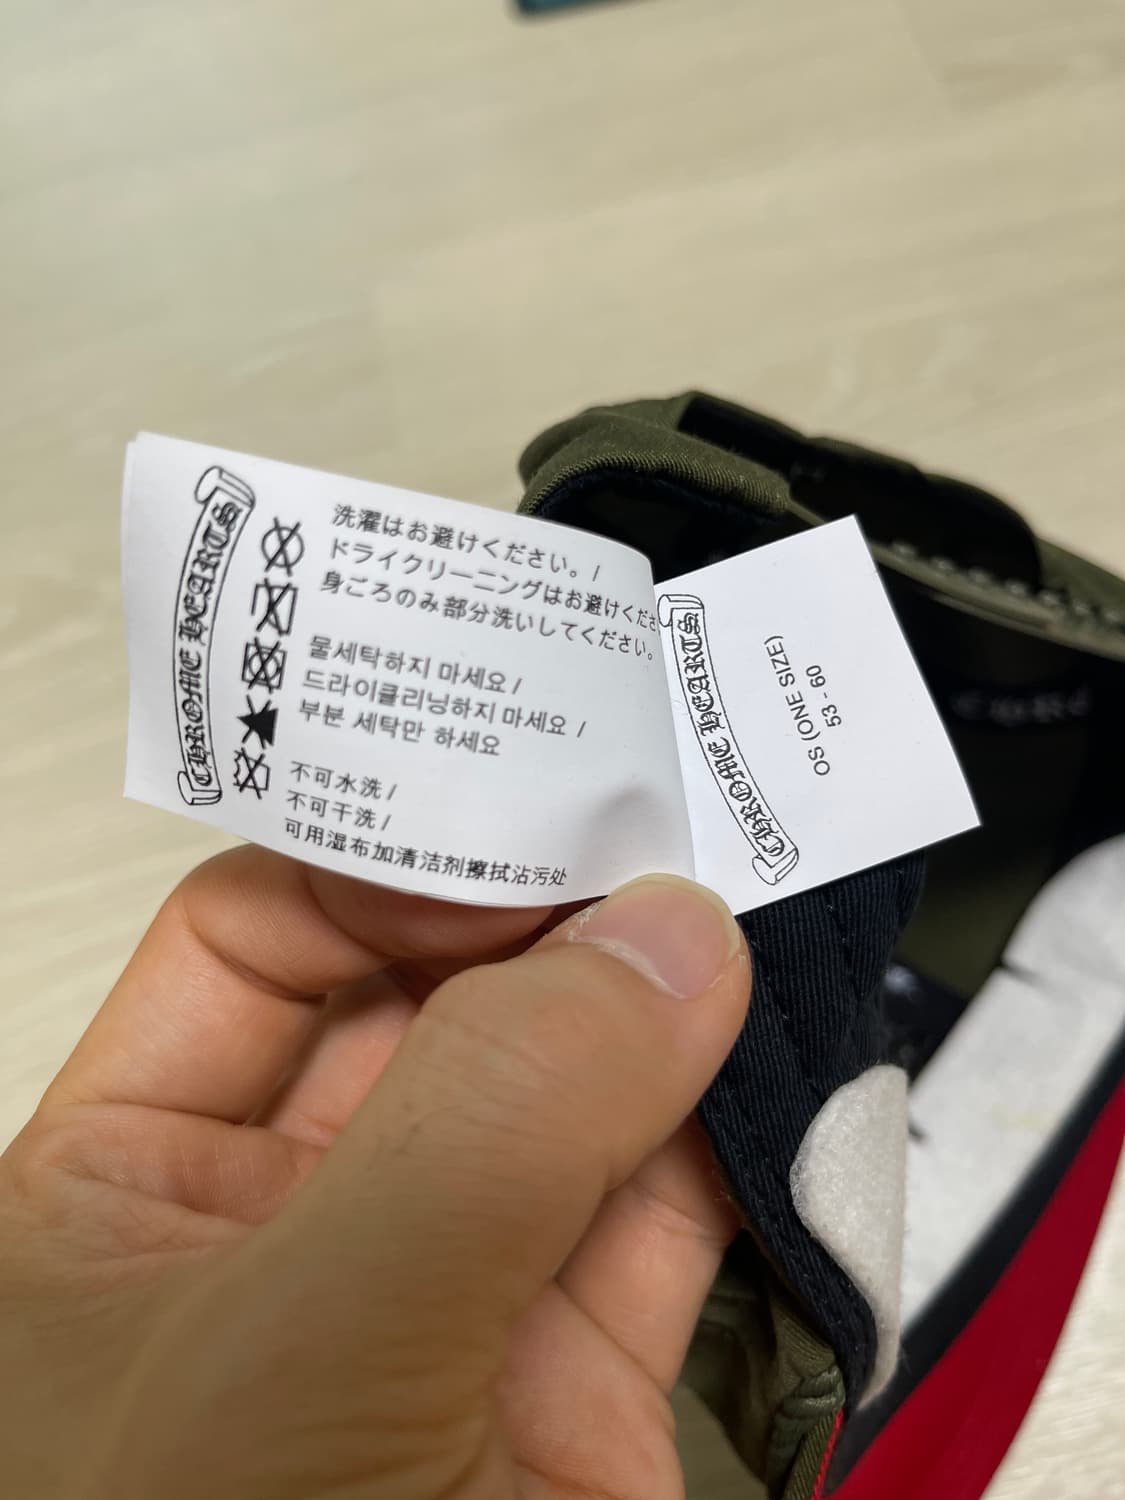 CHROME HEARTS
洗濯はお避けください。/
ドライクリーニングはお避けくださ
身ごろのみ部分洗いしてください。
물세탁하지 마세요 /
드라이클리닝하지 마세요 /
부분 세탁만 하세요
不可水洗 /
不可干洗 /
可用湿布加清洁剂擦拭沾污处
CHROME HEARTS
OS (ONE SIZE)
53 - 60